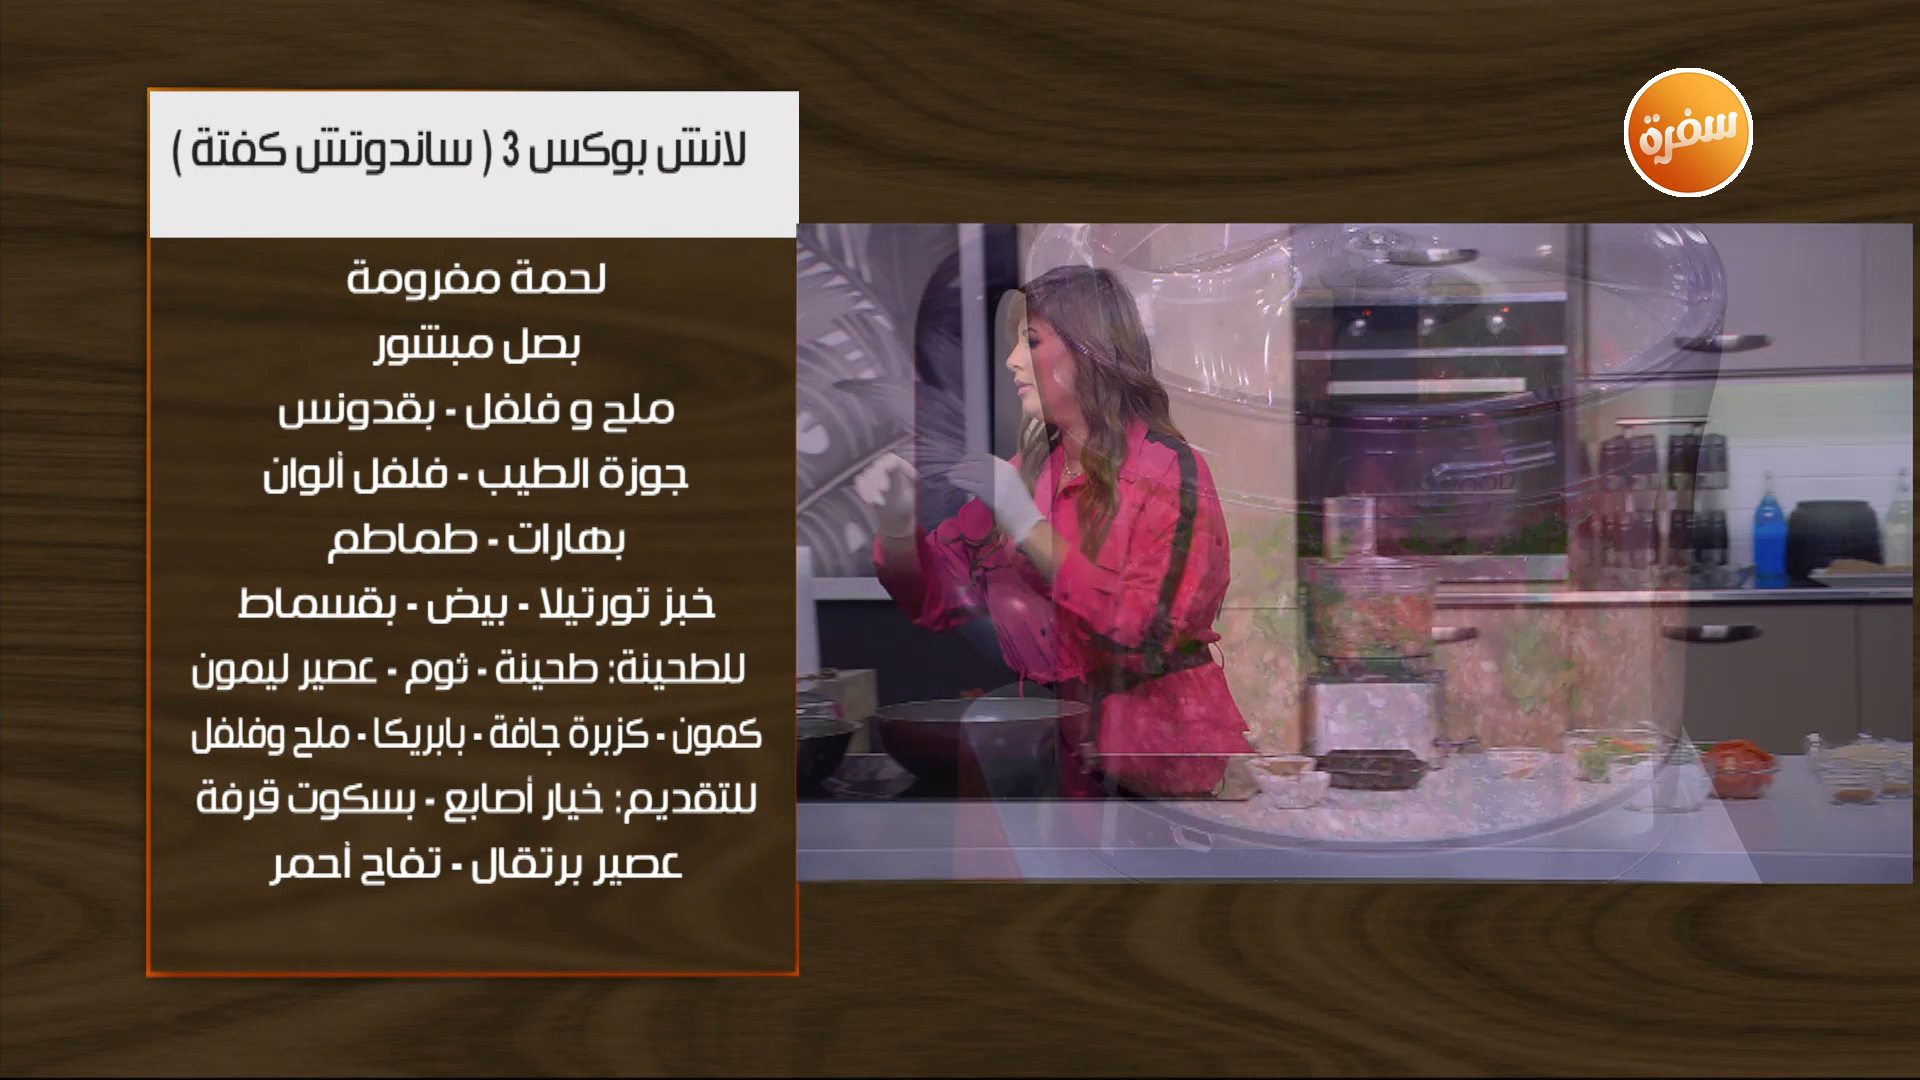 سفرة
لانش بوكس 3 ( ساندوتش كفتة )
لحمة مفرومة
بصل مبشور
ملح و فلفل - بقدونس
جوزة الطيب - فلفل ألوان
بهارات - طماطم
خبز تورتيلا - بيض - بقسماط
للطحينة: طحينة - ثوم - عصير ليمون
كمون - كزبرة جافة - بابريكا - ملح وفلفل
للتقديم: خيار أصابع - بسكوت قرفة
عصير برتقال - تفاح أحمر